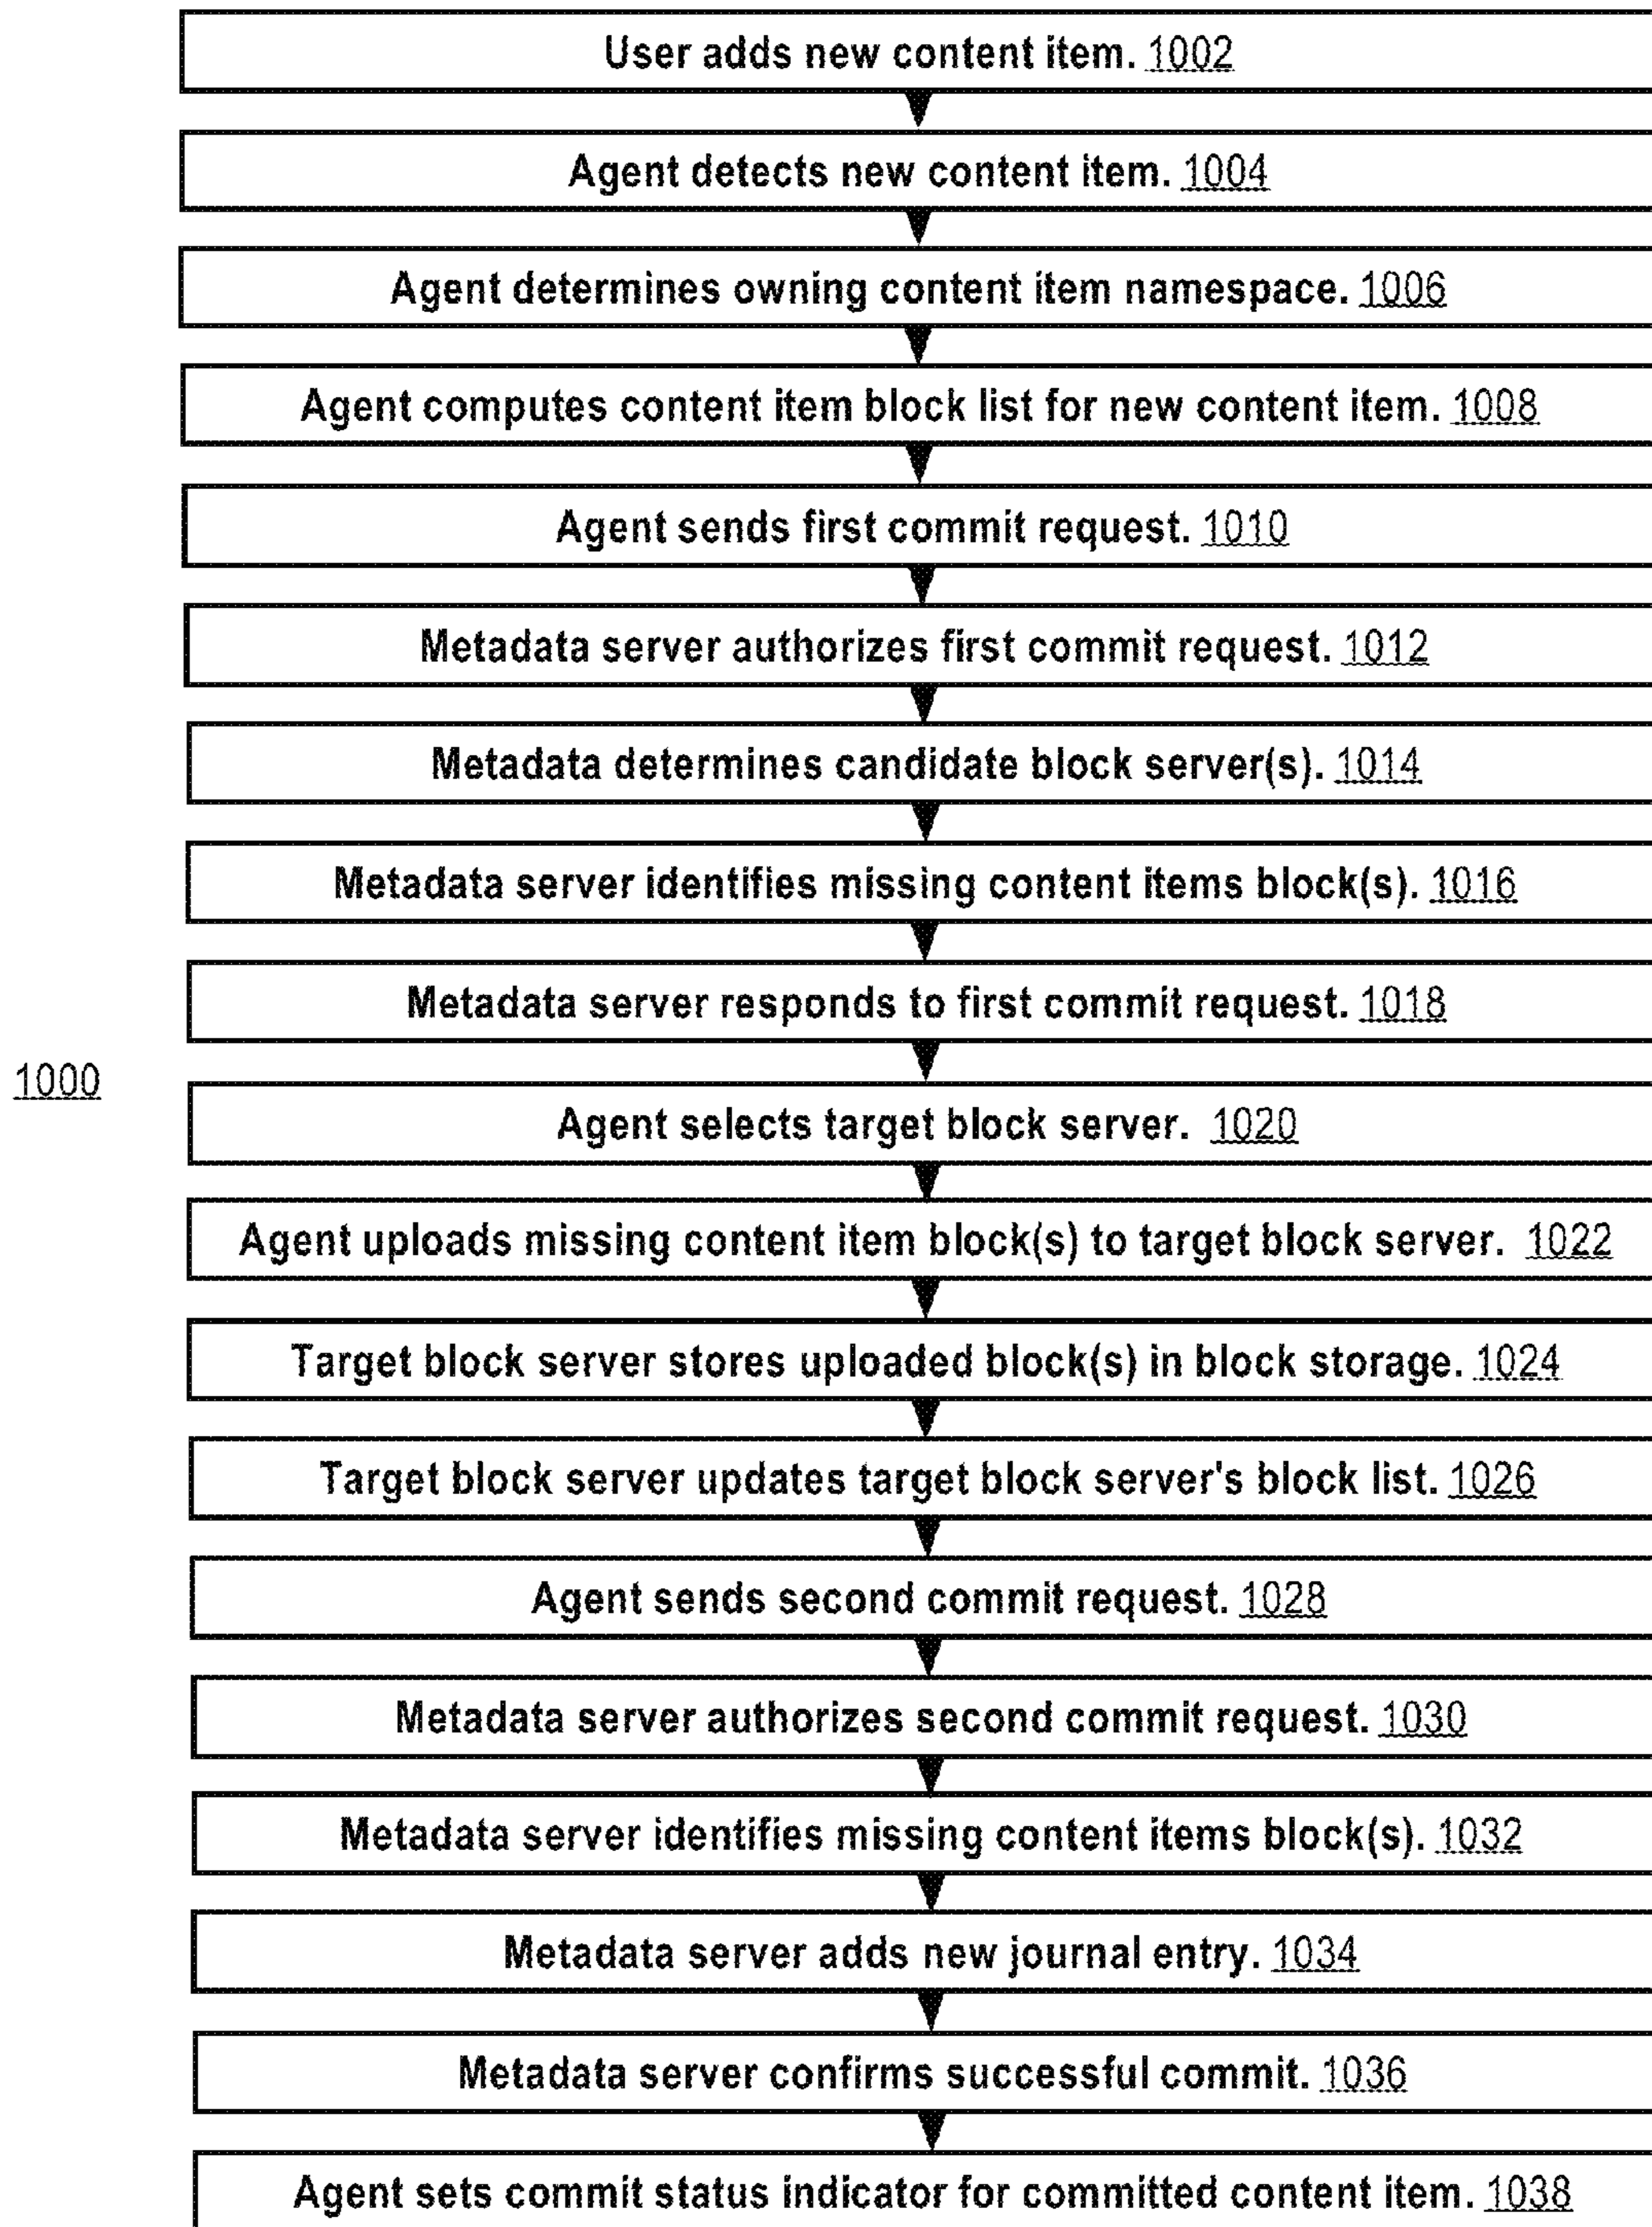 User adds new content item. 1002
Agent detects new content item. 1004
Agent determines owning content item namespace. 1006
Agent computes content item block list for new content item. 1008
Agent sends first commit request. 1010
Metadata server authorizes first commit request. 1012
Metadata determines candidate block server(s). 1014
Metadata server identifies missing content items block(s). 1016
Metadata server responds to first commit request. 1018
1000
Agent selects target block server. 1020
Agent uploads missing content item block(s) to target block server. 1022
Target block server stores uploaded block(s) in block storage. 1024
Target block server updates target block server's block list. 1026
Agent sends second commit request. 1028
Metadata server authorizes second commit request. 1030
Metadata server identifies missing content items block(s). 1032
Metadata server adds new journal entry. 1034
Metadata server confirms successful commit. 1036
Agent sets commit status indicator for committed content item. 1038